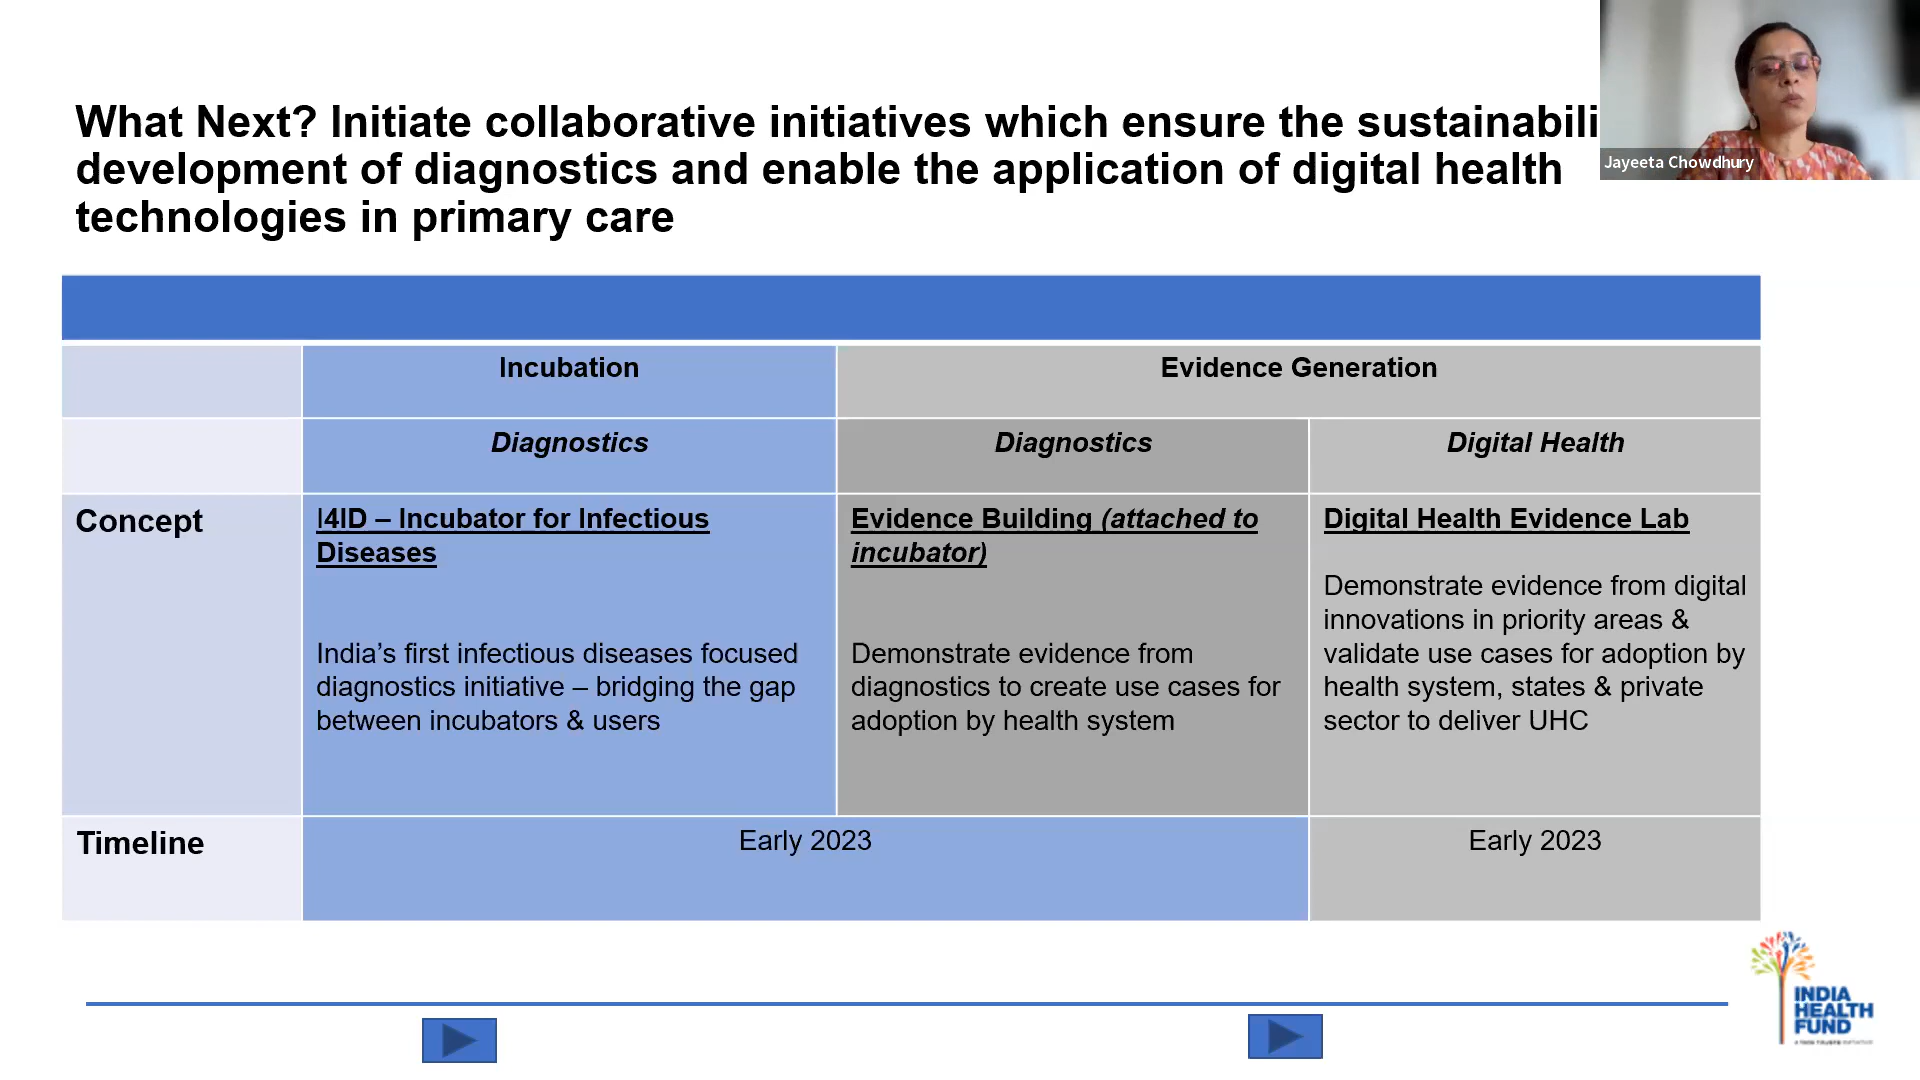 What Next? Initiate collaborative initiatives which ensure the sustainabili
development of diagnostics and enable the application of digital health
technologies in primary care
Jayeeta Chowdhury
Incubation
Evidence Generation
Diagnostics
Diagnostics
Digital Health
Concept
I4ID – Incubator for Infectious
Diseases
India’s first infectious diseases focused
diagnostics initiative – bridging the gap
between incubators & users
Evidence Building (attached to
incubator)
Demonstrate evidence from
diagnostics to create use cases for
adoption by health system
Digital Health Evidence Lab
Demonstrate evidence from digital
innovations in priority areas &
validate use cases for adoption by
health system, states & private
sector to deliver UHC
Timeline
Early 2023
Early 2023
INDIA
HEALTH
FUND